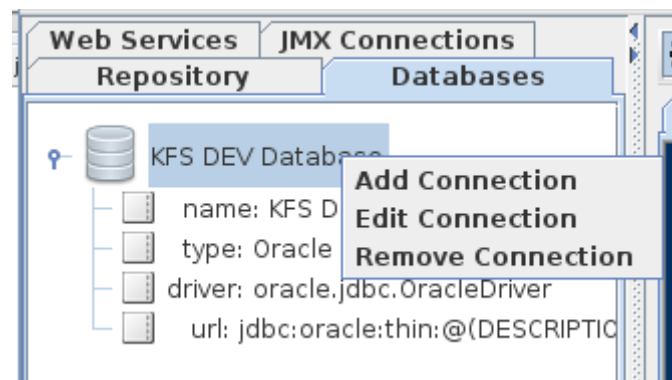 Web Services JMX Connections
Repository Databases
KFS DEV Database
Add Connection
Edit Connection
Remove Connection
name: KFS D
type: Oracle
driver: oracle.jdbc.OracleDriver
url: jdbc:oracle:thin:@(DESCRIPTIO